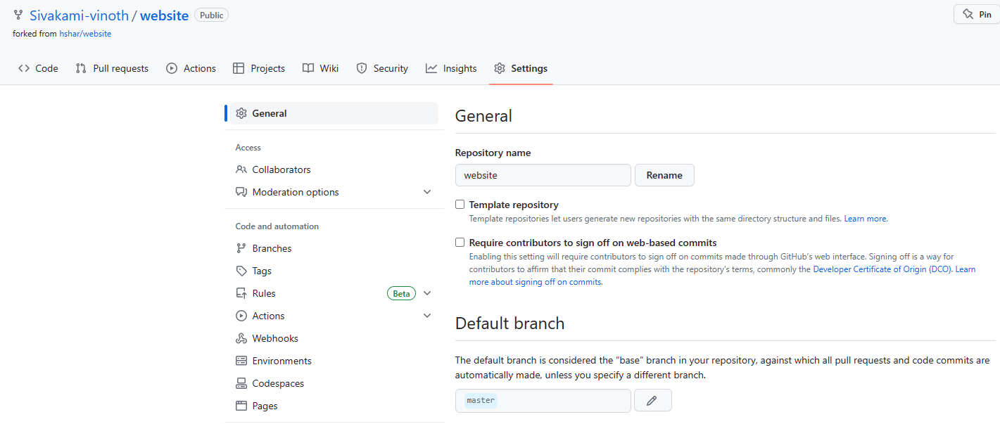 Sivakami-vinoth / website Public
Pin
forked from hshar/website
Code Pull requests Actions Projects Wiki Security Insights Settings
General
Access
Collaborators
Moderation options
Code and automation
Branches
Tags
Rules Beta
Actions
Webhooks
Environments
Codespaces
Pages
General
Repository name
website Rename
Template repository
Template repositories let users generate new repositories with the same directory structure and files. Learn more.
Require contributors to sign off on web-based commits
Enabling this setting will require contributors to sign off on commits made through GitHub's web interface. Signing off is a way for
contributors to affirm that their commit complies with the repository's terms, commonly the Developer Certificate of Origin (DCO). Learn
more about signing off on commits.
Default branch
The default branch is considered the “base” branch in your repository, against which all pull requests and code commits are
automatically made, unless you specify a different branch.
master